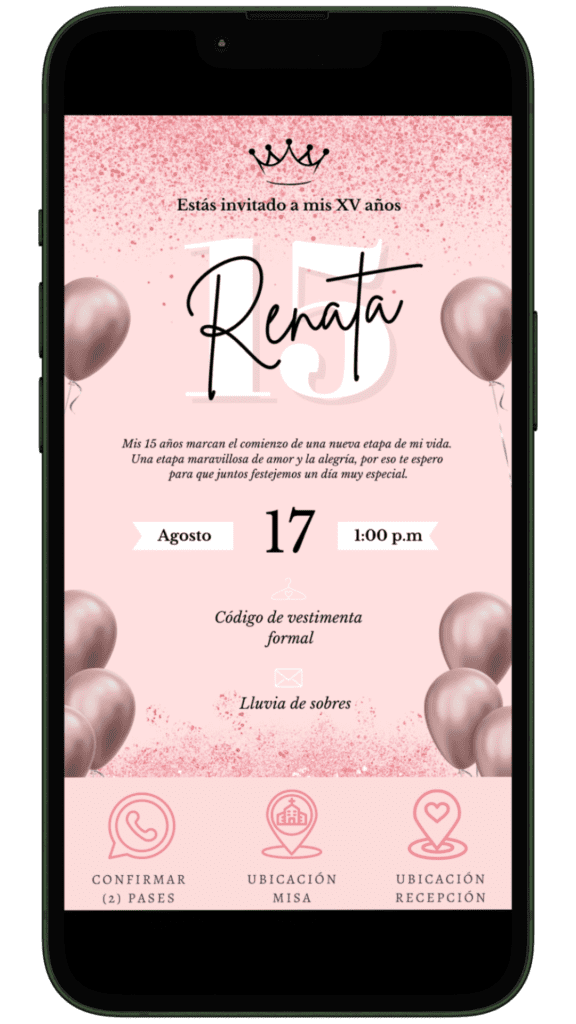 Estás invitado a mis XV años
15
Renata
Mis 15 años marcan el comienzo de una nueva etapa de mi vida.
Una etapa maravillosa de amor y la alegría, por eso te espero
para que juntos festejemos un día muy especial.
Agosto 17 1:00 p.m
Código de vestimenta
formal
Lluvia de sobres
CONFIRMAR
(2) PASES
UBICACIÓN
MISA
UBICACIÓN
RECEPCIÓN